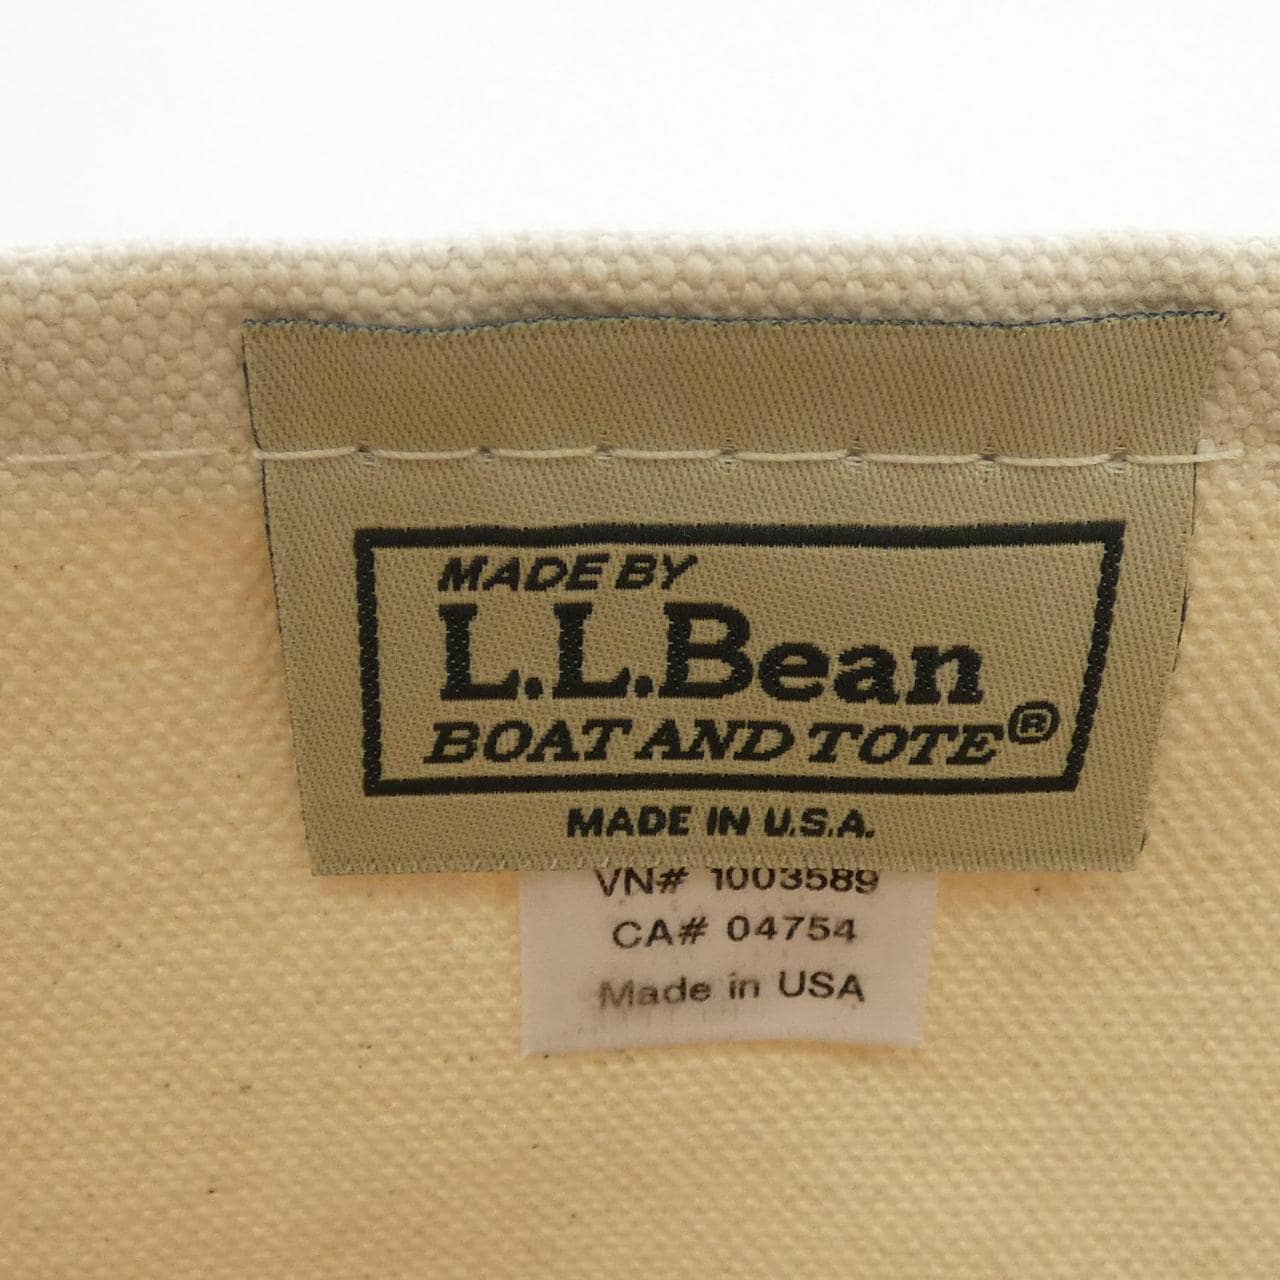 MADE BY
L.L.Bean
BOAT AND TOTE®
MADE IN U.S.A.
VN# 1003589
CA# 04754
Made in USA